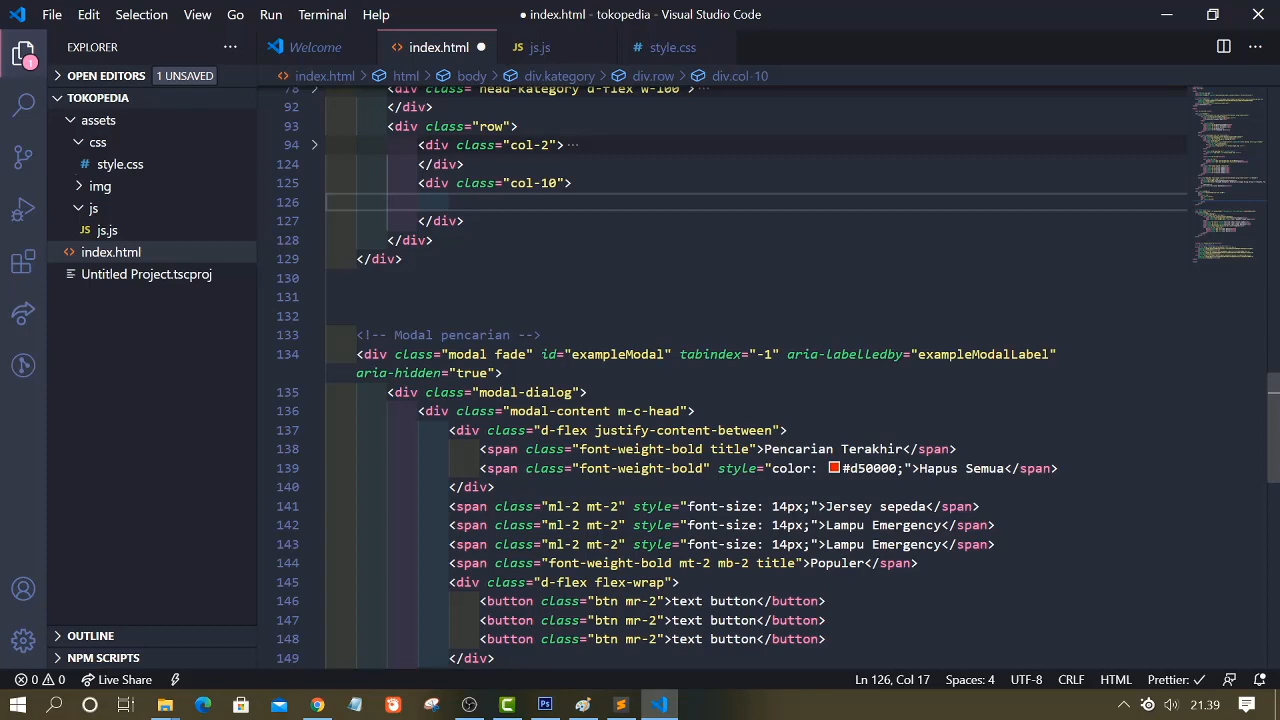 File Edit Selection View Go Run Terminal Help
● index.html - tokopedia - Visual Studio Code
EXPLORER
1
OPEN EDITORS 1 UNSAVED
TOKOPEDIA
assets
css
# style.css
img
js
JS js.js
<> index.html
Untitled Project.tscproj
OUTLINE
NPM SCRIPTS
Welcome <> index.html ● JS js.js # style.css
<> index.html > html > body > div.kategory > div.row > div.col-10
78 <div class="head-kategory d-flex w-100">···
92 </div>
93 <div class="row">
94 <div class="col-2">···
124 </div>
125 <div class="col-10">
126
127 </div>
128 </div>
129 </div>
130
131
132
133 <!-- Modal pencarian -->
134 <div class="modal fade" id="exampleModal" tabindex="-1" aria-labelledby="exampleModalLabel"
aria-hidden="true">
135 <div class="modal-dialog">
136 <div class="modal-content m-c-head">
137 <div class="d-flex justify-content-between">
138 <span class="font-weight-bold title">Pencarian Terakhir</span>
139 <span class="font-weight-bold" style="color: #d50000;">Hapus Semua</span>
140 </div>
141 <span class="ml-2 mt-2" style="font-size: 14px;">Jersey sepeda</span>
142 <span class="ml-2 mt-2" style="font-size: 14px;">Lampu Emergency</span>
143 <span class="ml-2 mt-2" style="font-size: 14px;">Lampu Emergency</span>
144 <span class="font-weight-bold mt-2 mb-2 title">Populer</span>
145 <div class="d-flex flex-wrap">
146 <button class="btn mr-2">text button</button>
147 <button class="btn mr-2">text button</button>
148 <button class="btn mr-2">text button</button>
149 </div>
0 0 Live Share Ln 126, Col 17 Spaces: 4 UTF-8 CRLF HTML Prettier: ✓
21.39